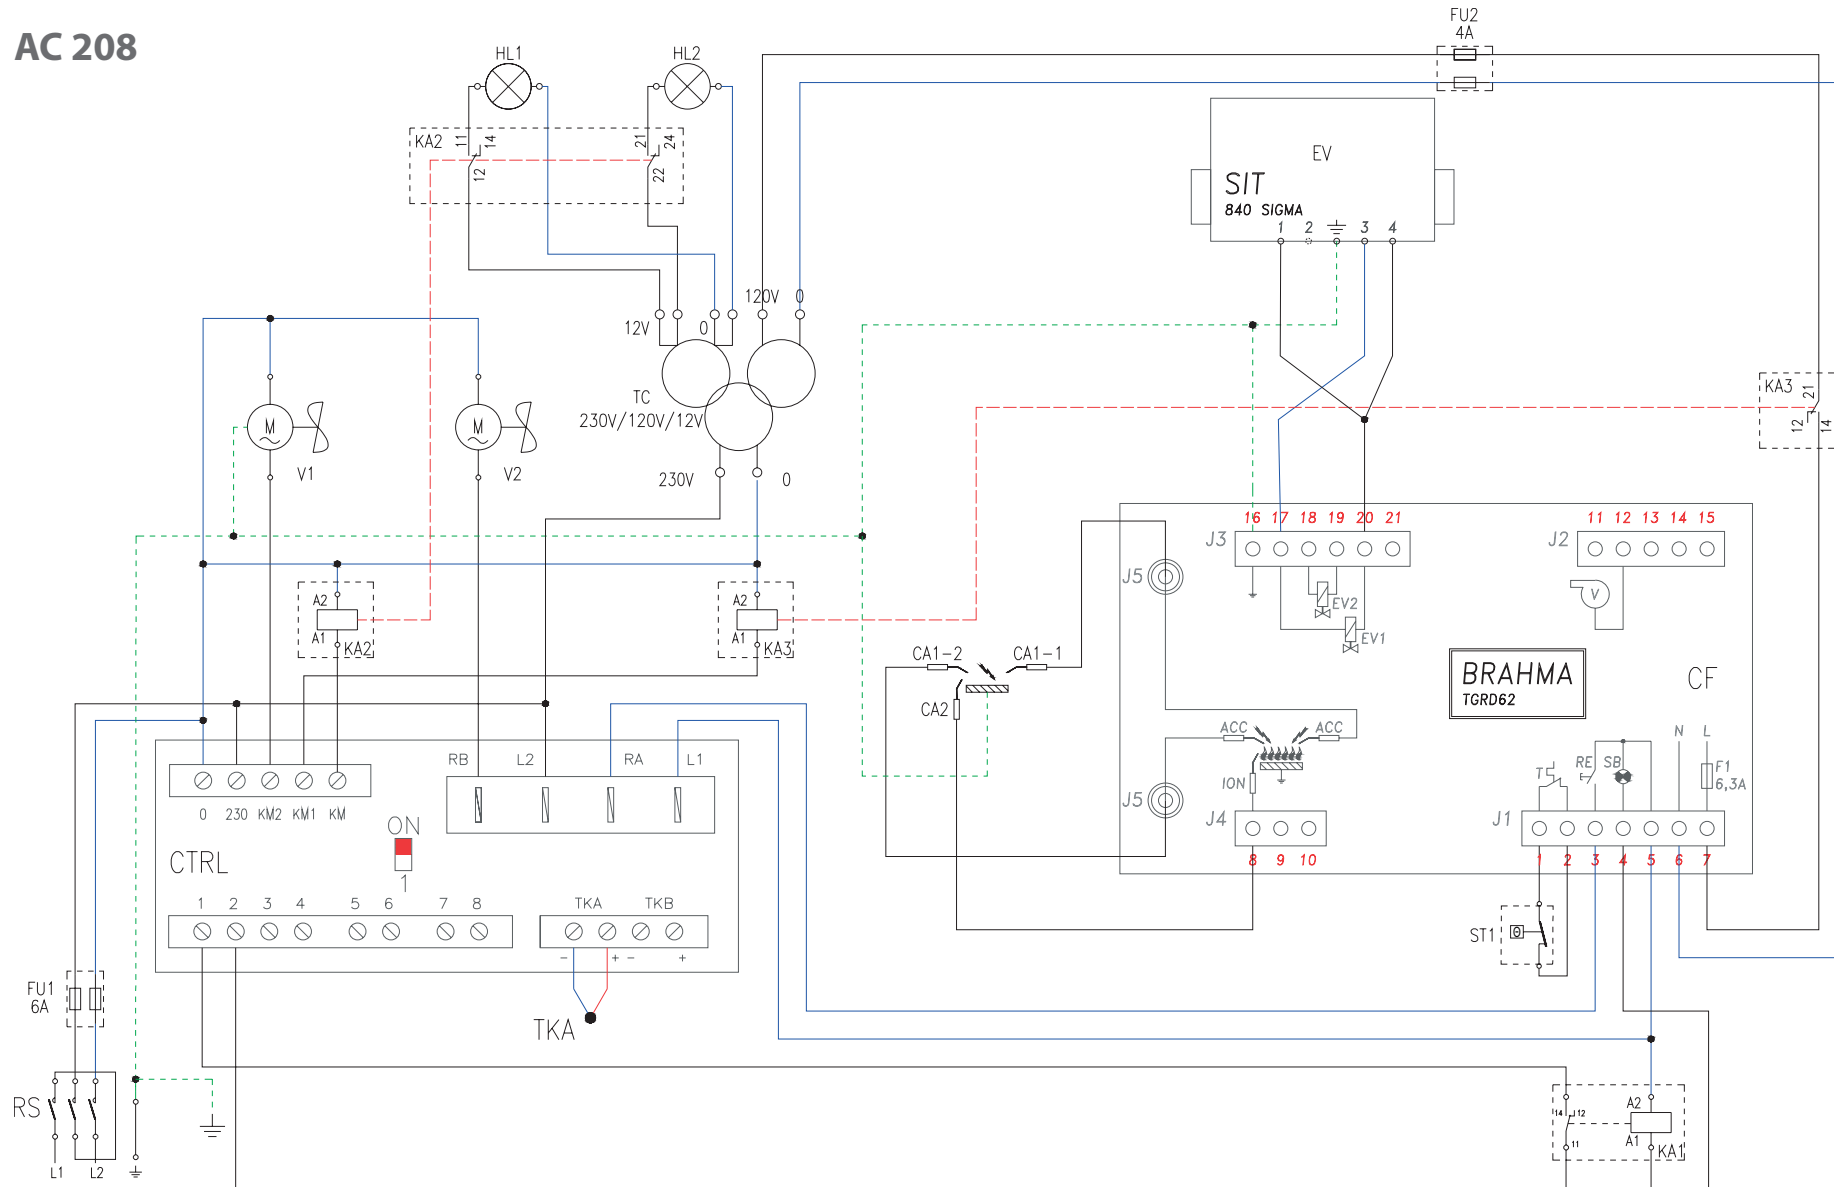 AC 208
FU2
4A
HL1
HL2
KA2
11
14
12
21
24
22
EV
SIT
840 SIGMA
1
2
3
4
120V
0
12V
0
TC
230V/120V/12V
230V
0
M
V1
M
V2
KA3
21
12
14
A2
A1
KA2
A2
A1
KA3
16
17
18
19
20
21
J3
11
12
13
14
15
J2
J5
EV2
EV1
V
CA1-2
CA1-1
CA2
BRAHMA
TGRD62
CF
ACC
ACC
ION
N
L
T
RE
SB
F1
6,3A
J5
J4
8
9
10
J1
1
2
3
4
5
6
7
RB
L2
RA
L1
0
230
KM2
KM1
KM
CTRL
ON
1
1
2
3
4
5
6
7
8
TKA
TKB
-
+
-
+
TKA
ST1
θ
FU1
6A
RS
L1
L2
14
12
11
A2
A1
KA1